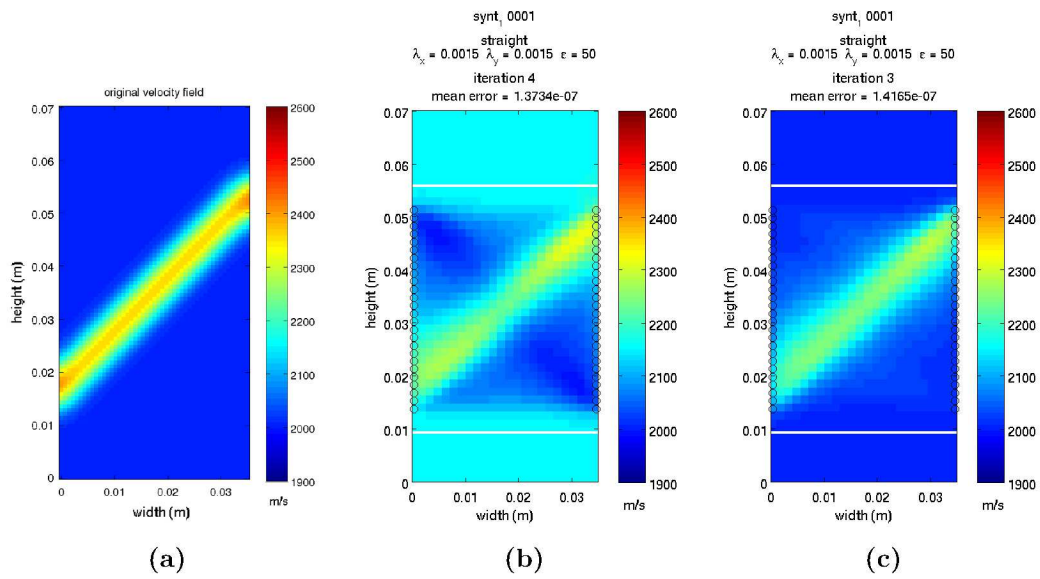 original velocity field
0.07
0.06
0.05
0.04
0.03
0.02
0.01
0
height (m)
0 0.01 0.02 0.03
width (m)
2600
2500
2400
2300
2200
2100
2000
1900
m/s
(a)
synt₁ 0001
straight
λx = 0.0015 λy = 0.0015 ε = 50
iteration 4
mean error = 1.3734e-07
0.07
0.06
0.05
0.04
0.03
0.02
0.01
0
height (m)
0 0.01 0.02 0.03
width (m)
2600
2500
2400
2300
2200
2100
2000
1900
m/s
(b)
synt₁ 0001
straight
λx = 0.0015 λy = 0.0015 ε = 50
iteration 3
mean error = 1.4165e-07
0.07
0.06
0.05
0.04
0.03
0.02
0.01
0
height (m)
0 0.01 0.02 0.03
width (m)
2600
2500
2400
2300
2200
2100
2000
1900
m/s
(c)